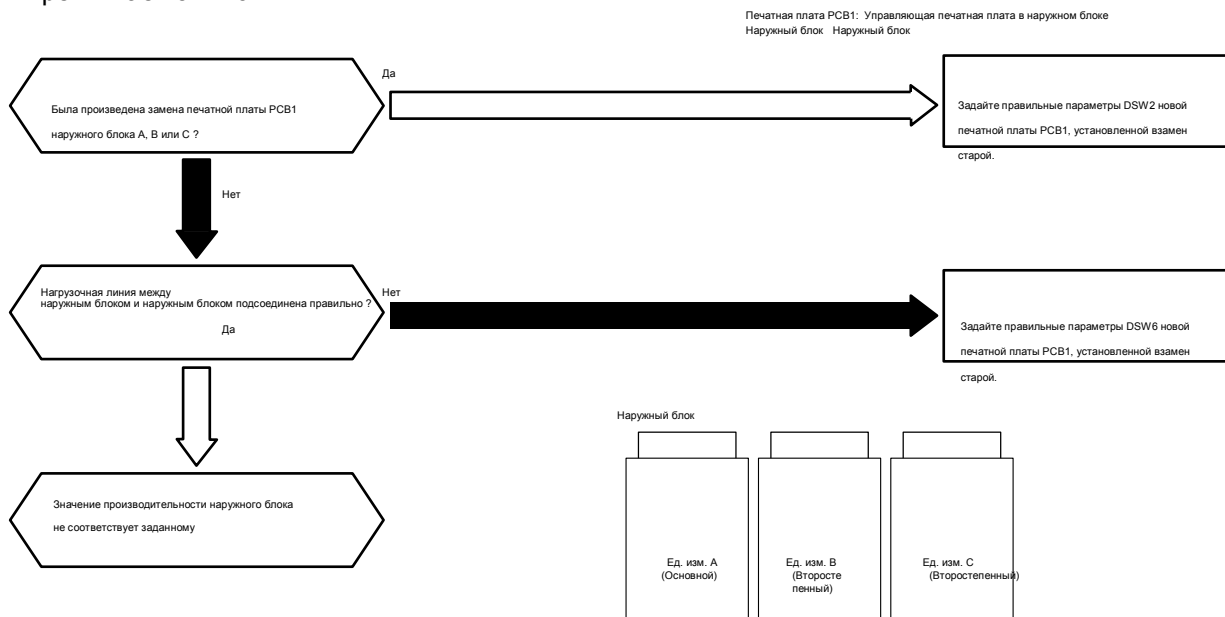 Печатная плата PCB1: Управляющая печатная плата в наружном блоке
Наружный блок Наружный блок
Да
Была произведена замена печатной платы PCB1
наружного блока A, B или C ?
Задайте правильные параметры DSW2 новой
печатной платы PCB1, установленной взамен
старой.
Нет
Нагрузочная линия между
наружным блоком и наружным блоком подсоединена правильно ?
Да
Нет
Задайте правильные параметры DSW6 новой
печатной платы PCB1, установленной взамен
старой.
Наружный блок
Значение производительности наружного блока
не соответствует заданному
Ед. изм. A
(Основной)
Ед. изм. B
(Второсте
пенный)
Ед. изм. C
(Второстепенный)